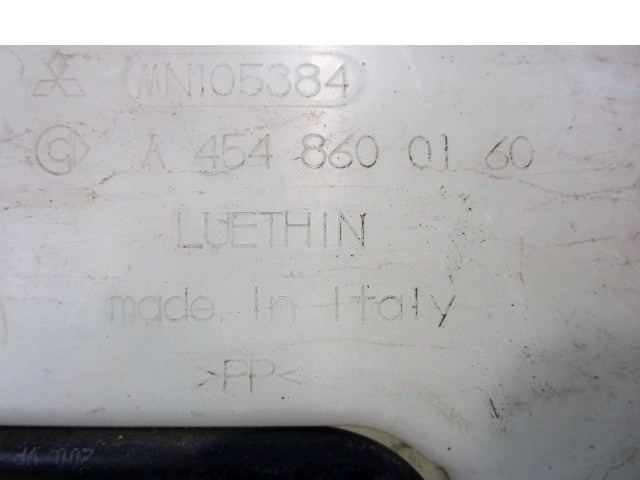 MN105384
A 454 860 01 60
LUETHIN
made in Italy
>PP<